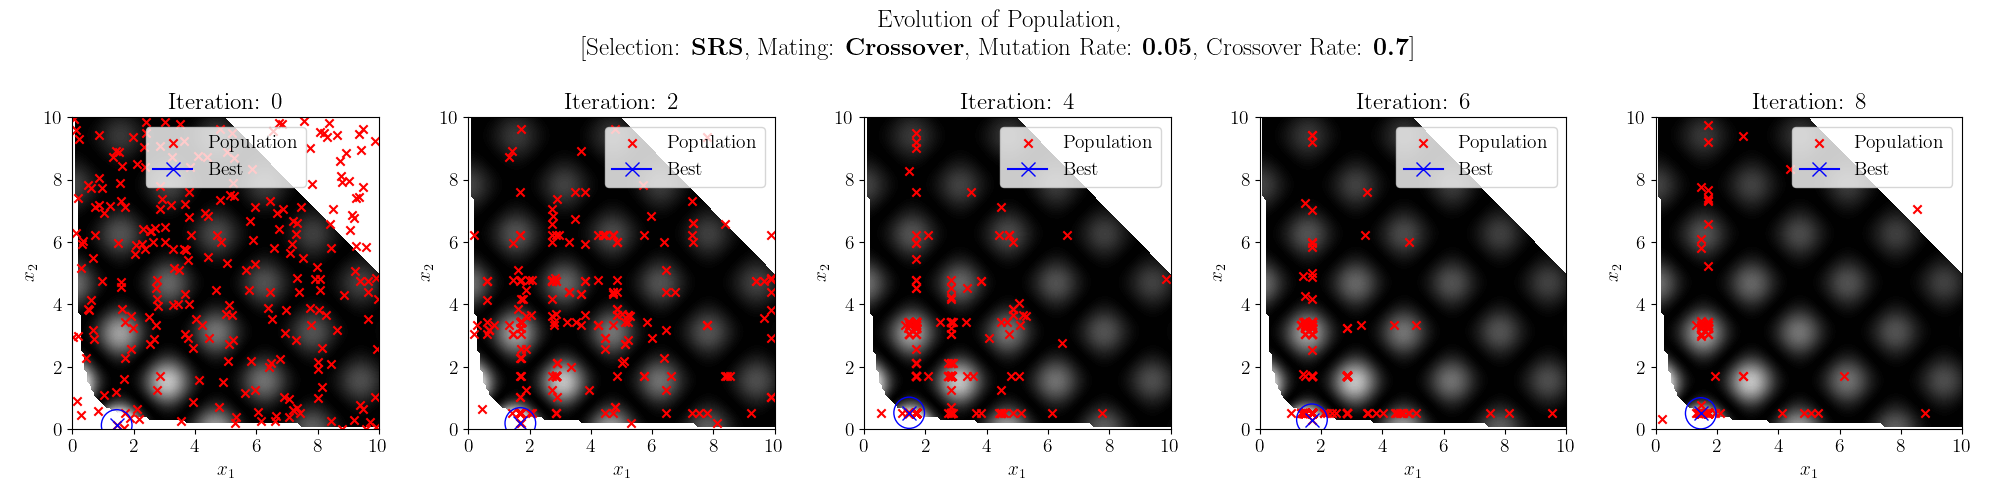 Evolution of Population,
[Selection: SRS, Mating: Crossover, Mutation Rate: 0.05, Crossover Rate: 0.7]
Iteration: 0
10
8
6
4
2
0
x2
0 2 4 6 8 10
x1
Population
Best
Iteration: 2
10
8
6
4
2
0
x2
0 2 4 6 8 10
x1
Population
Best
Iteration: 4
10
8
6
4
2
0
x2
0 2 4 6 8 10
x1
Population
Best
Iteration: 6
10
8
6
4
2
0
x2
0 2 4 6 8 10
x1
Population
Best
Iteration: 8
10
8
6
4
2
0
x2
0 2 4 6 8 10
x1
Population
Best